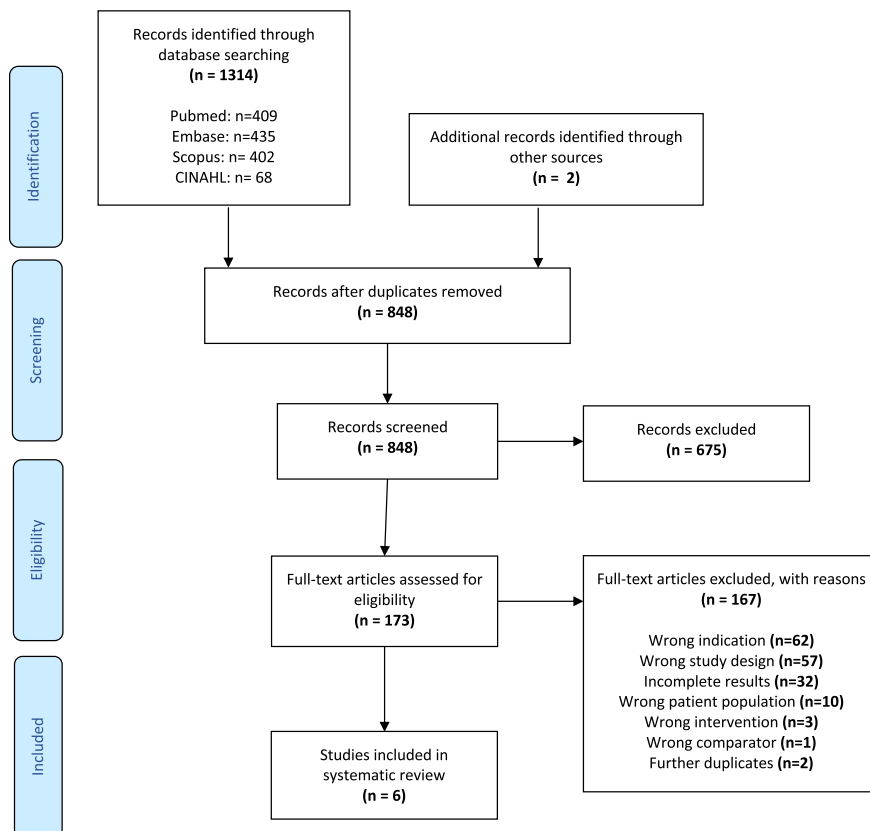 Records identified through
database searching
(n = 1314)
Pubmed: n=409
Embase: n=435
Scopus: n= 402
CINAHL: n= 68
Additional records identified through
other sources
(n =  2)
Identification
Records after duplicates removed
(n = 848)
Screening
Records screened
(n = 848)
Records excluded
(n = 675)
Eligibility
Full-text articles assessed for
eligibility
(n = 173)
Full-text articles excluded, with reasons
(n = 167)
Wrong indication (n=62)
Wrong study design (n=57)
Incomplete results (n=32)
Wrong patient population (n=10)
Wrong intervention (n=3)
Wrong comparator (n=1)
Further duplicates (n=2)
Included
Studies included in
systematic review
(n = 6)